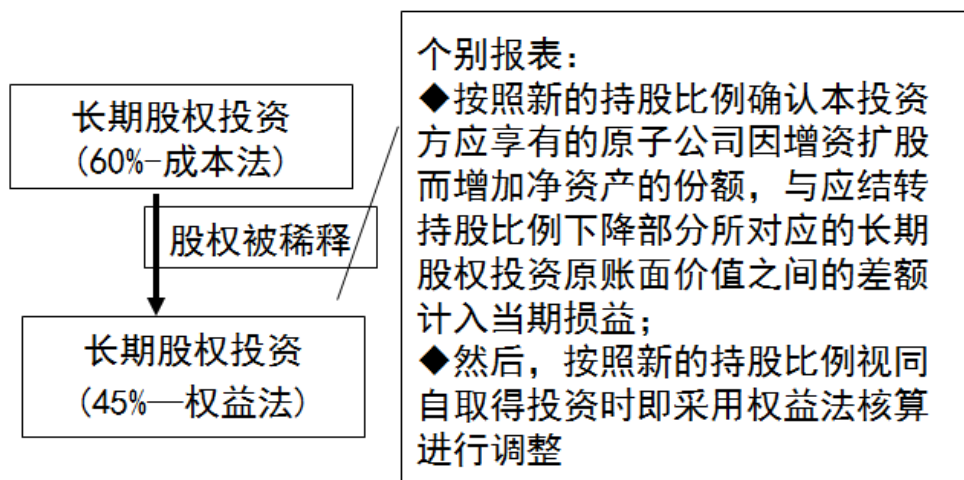 长期股权投资
(60%-成本法)
股权被稀释
长期股权投资
(45%—权益法)
个别报表：
◆按照新的持股比例确认本投资
方应享有的原子公司因增资扩股
而增加净资产的份额，与应结转
持股比例下降部分所对应的长期
股权投资原账面价值之间的差额
计入当期损益；
◆然后，按照新的持股比例视同
自取得投资时即采用权益法核算
进行调整